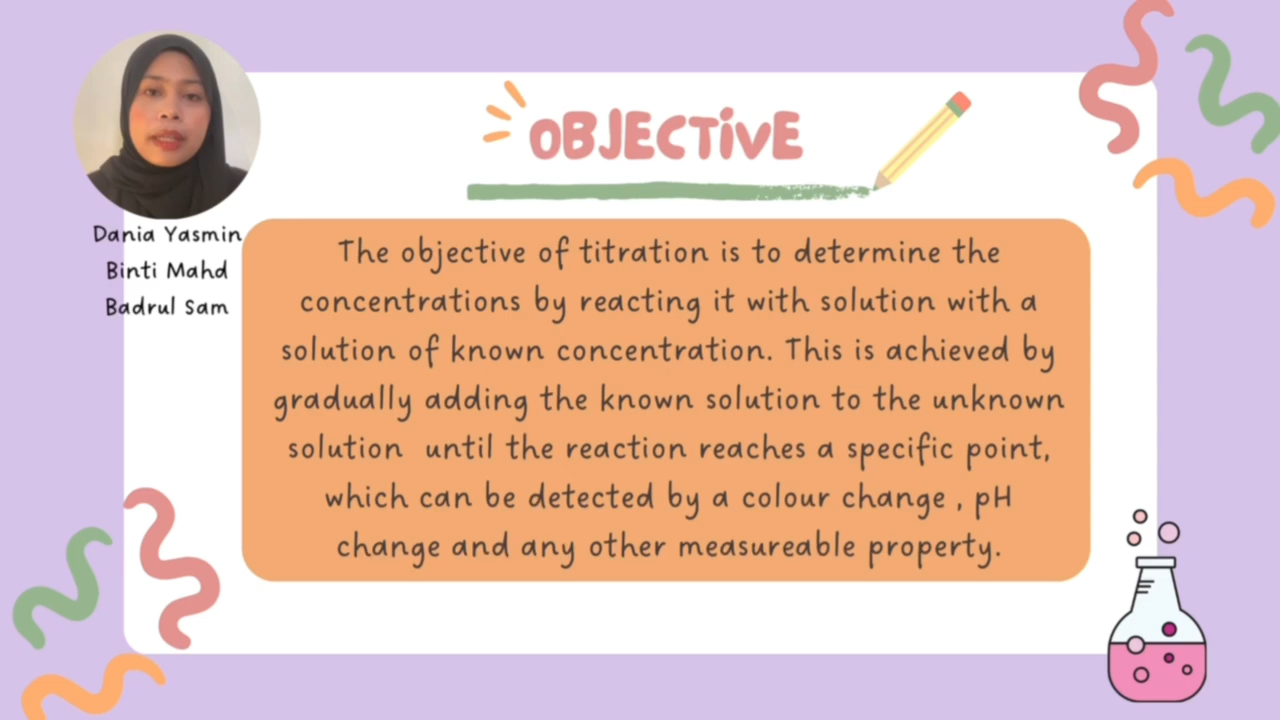 OBJECTIVE
Dania Yasmin
Binti Mahd
Badrul Sam
The objective of titration is to determine the
concentrations by reacting it with solution with a
solution of known concentration. This is achieved by
gradually adding the known solution to the unknown
solution until the reaction reaches a specific point,
which can be detected by a colour change , pH
change and any other measureable property.